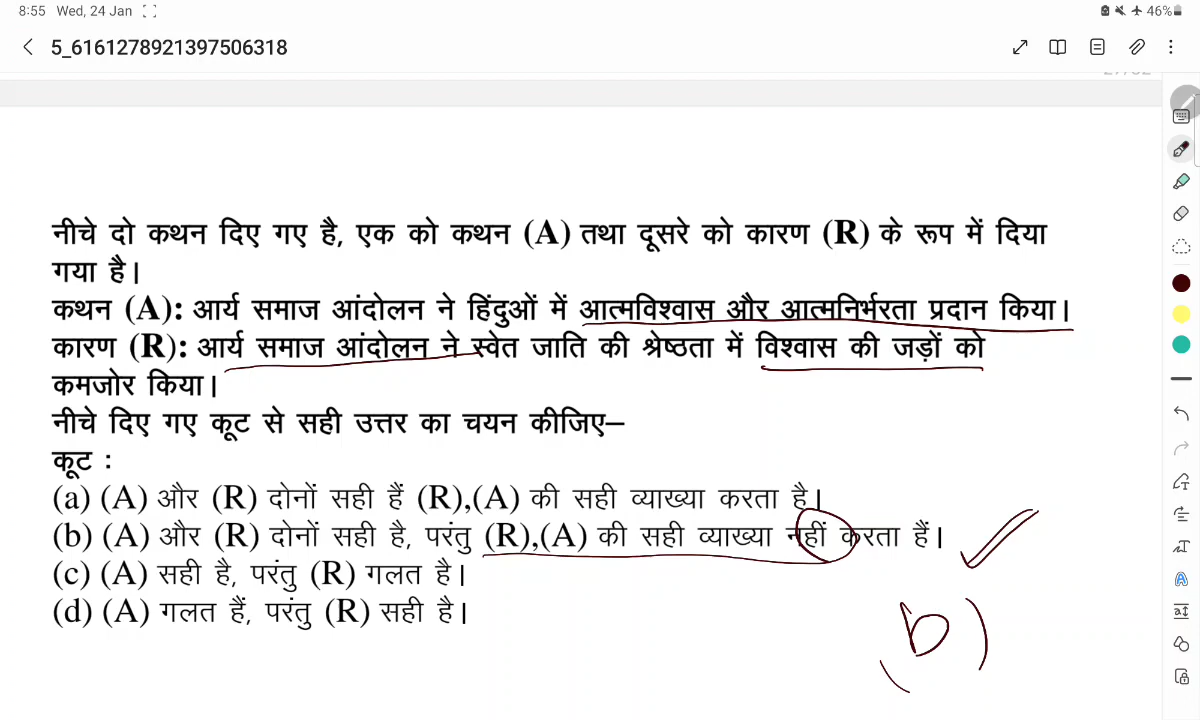 8:55 Wed, 24 Jan 46%
5_6161278921397506318
नीचे दो कथन दिए गए है, एक को कथन (A) तथा दूसरे को कारण (R) के रूप में दिया
गया है।
कथन (A): आर्य समाज आंदोलन ने हिंदुओं में आत्मविश्वास और आत्मनिर्भरता प्रदान किया।
कारण (R): आर्य समाज आंदोलन ने स्वेत जाति की श्रेष्ठता में विश्वास की जड़ों को
कमजोर किया।
नीचे दिए गए कूट से सही उत्तर का चयन कीजिए–
कूट :
(a) (A) और (R) दोनों सही हैं (R),(A) की सही व्याख्या करता है।
(b) (A) और (R) दोनों सही है, परंतु (R),(A) की सही व्याख्या नहीं करता हैं।
(c) (A) सही है, परंतु (R) गलत है।
(d) (A) गलत हैं, परंतु (R) सही है।
(b)